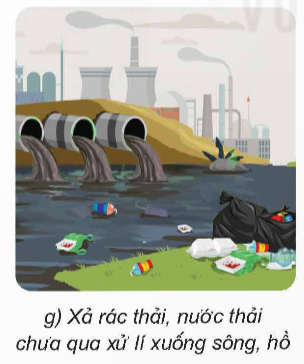 g) Xả rác thải, nước thải
chưa qua xử lí xuống sông, hồ